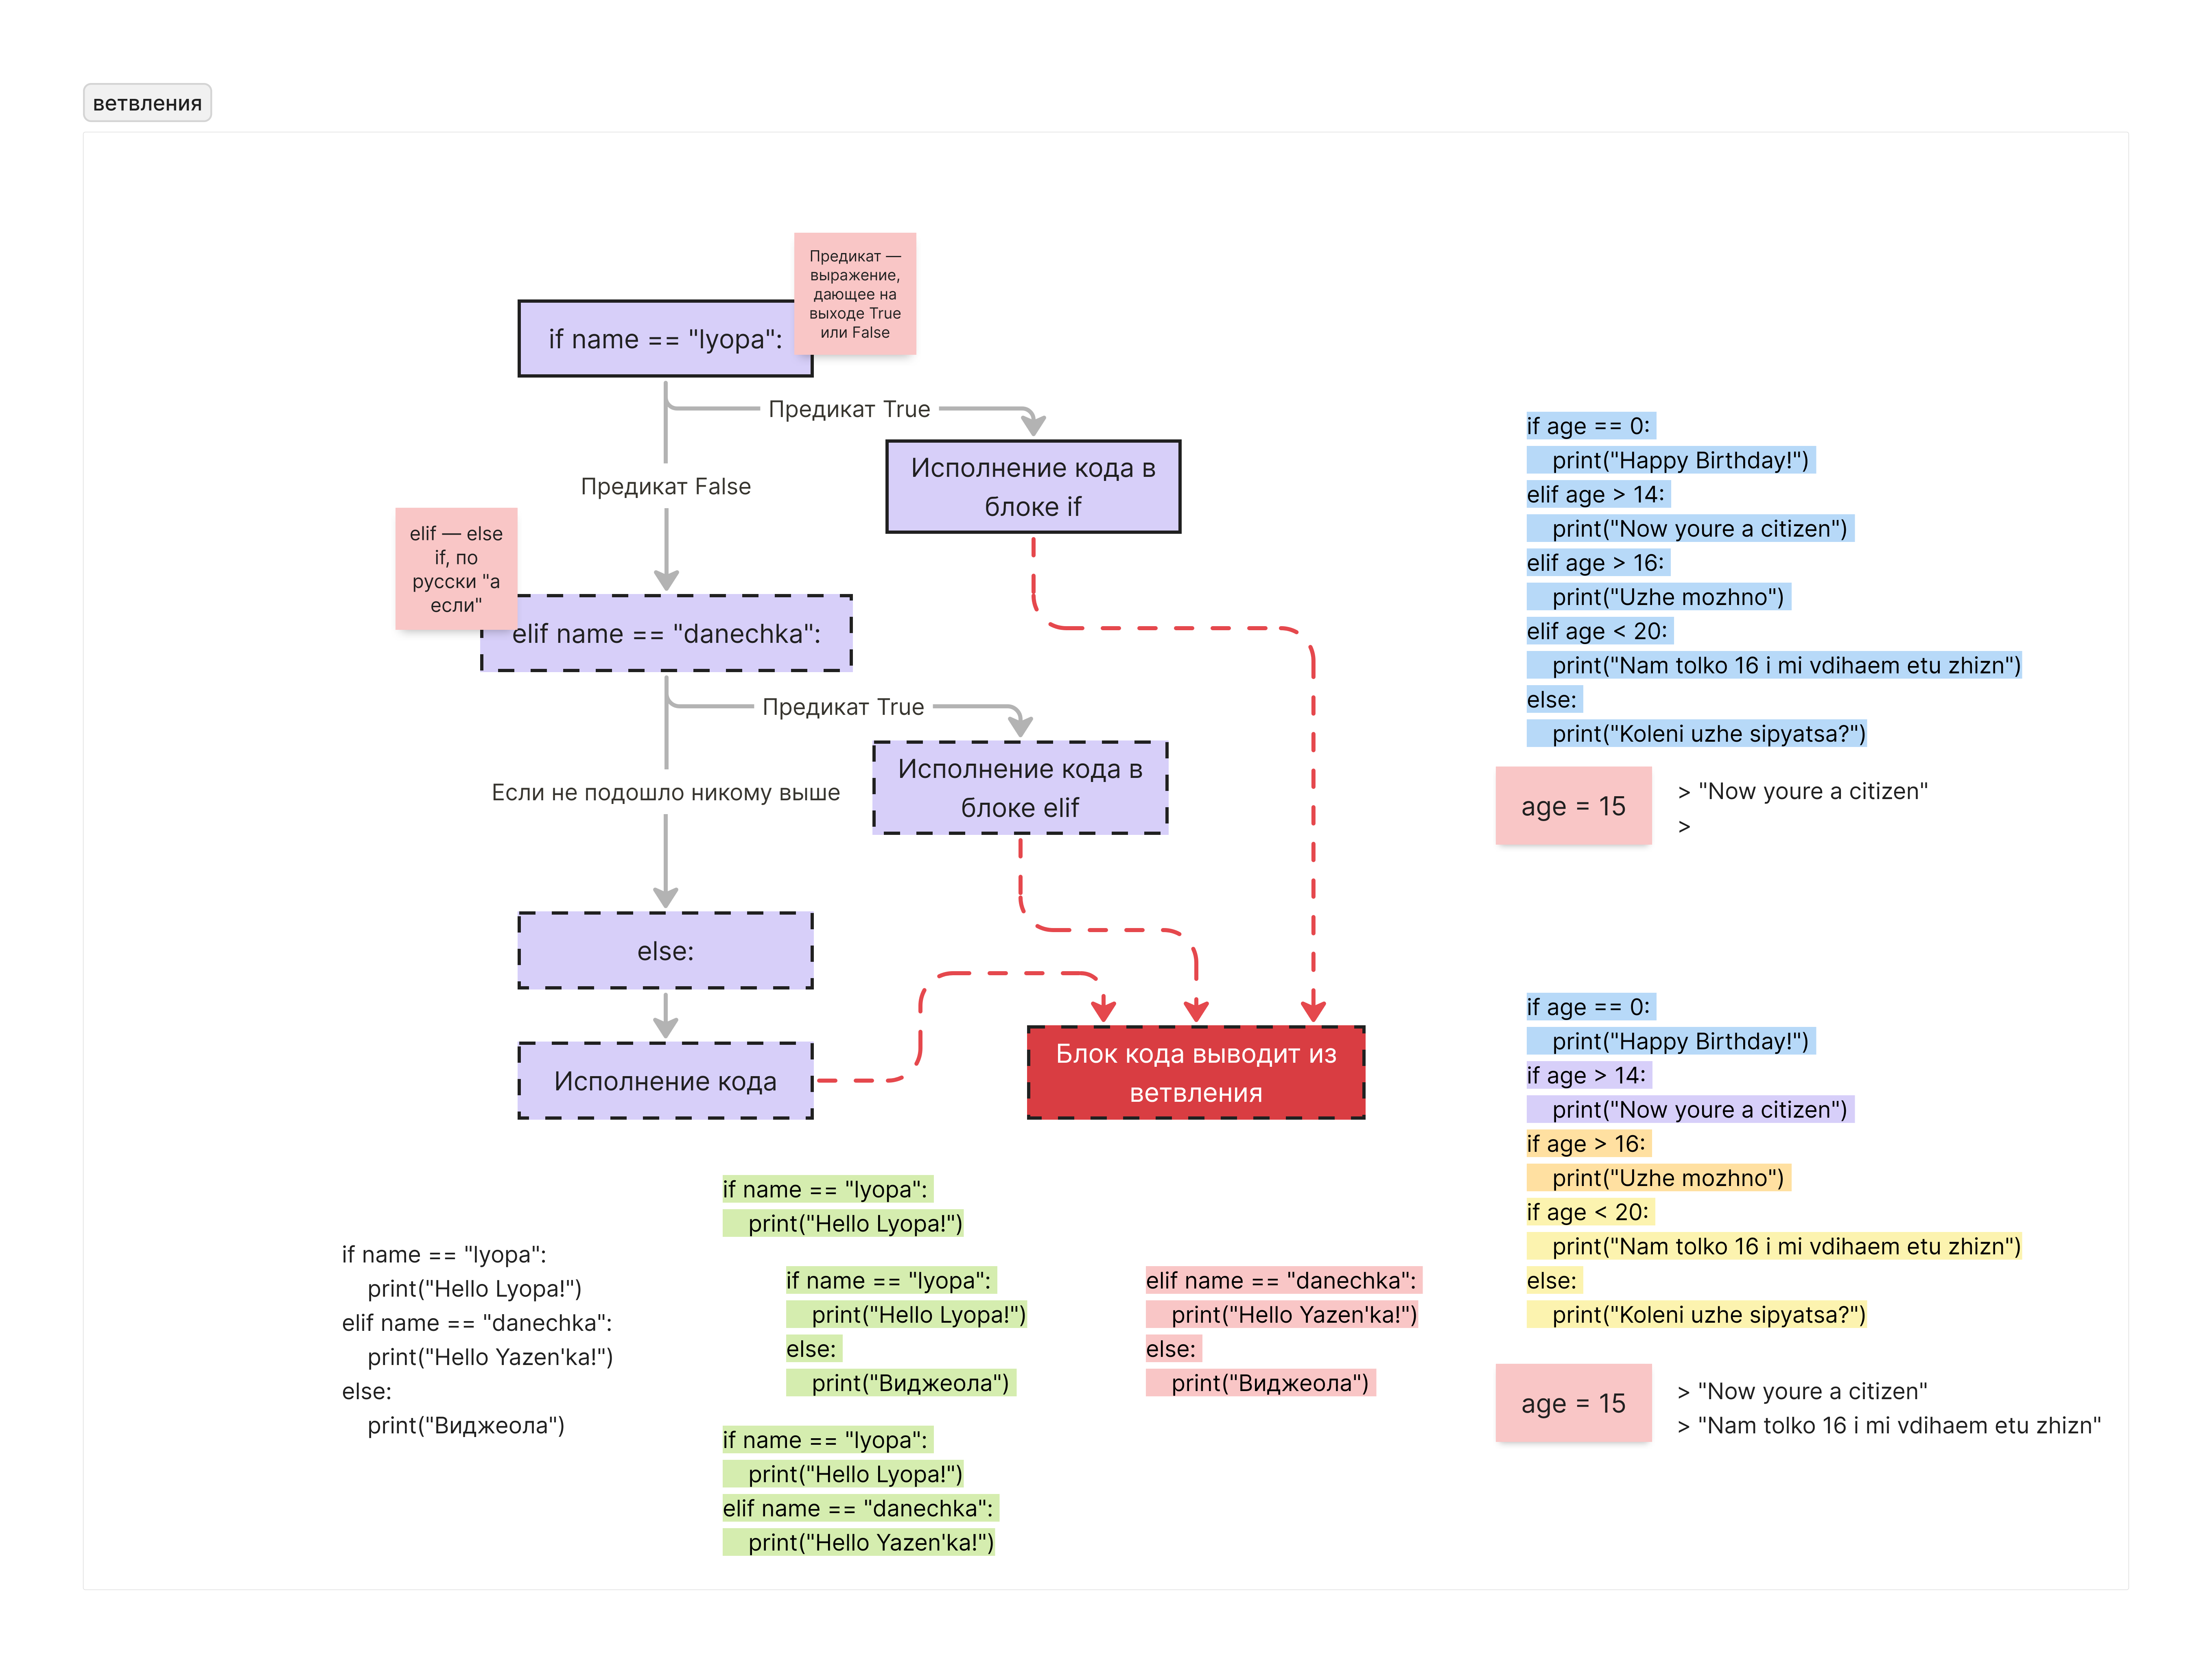 ветвления
Предикат —
выражение,
дающее на
выходе True
или False
if name == "lyopa":
Предикат True
Исполнение кода в
блоке if
Предикат False
elif — else
if, по
русски "а
если"
elif name == "danechka":
Предикат True
Исполнение кода в
блоке elif
Если не подошло никому выше
else:
Исполнение кода
Блок кода выводит из
ветвления
if name == "lyopa":
    print("Hello Lyopa!")
elif name == "danechka":
    print("Hello Yazen'ka!")
else:
    print("Виджеола")
if name == "lyopa":
    print("Hello Lyopa!")
if name == "lyopa":
    print("Hello Lyopa!")
else:
    print("Виджеола")
if name == "lyopa":
    print("Hello Lyopa!")
elif name == "danechka":
    print("Hello Yazen'ka!")
elif name == "danechka":
    print("Hello Yazen'ka!")
else:
    print("Виджеола")
if age == 0:
    print("Happy Birthday!")
elif age > 14:
    print("Now youre a citizen")
elif age > 16:
    print("Uzhe mozhno")
elif age < 20:
    print("Nam tolko 16 i mi vdihaem etu zhizn")
else:
    print("Koleni uzhe sipyatsa?")
age = 15
> "Now youre a citizen"
>
if age == 0:
    print("Happy Birthday!")
if age > 14:
    print("Now youre a citizen")
if age > 16:
    print("Uzhe mozhno")
if age < 20:
    print("Nam tolko 16 i mi vdihaem etu zhizn")
else:
    print("Koleni uzhe sipyatsa?")
age = 15
> "Now youre a citizen"
> "Nam tolko 16 i mi vdihaem etu zhizn"